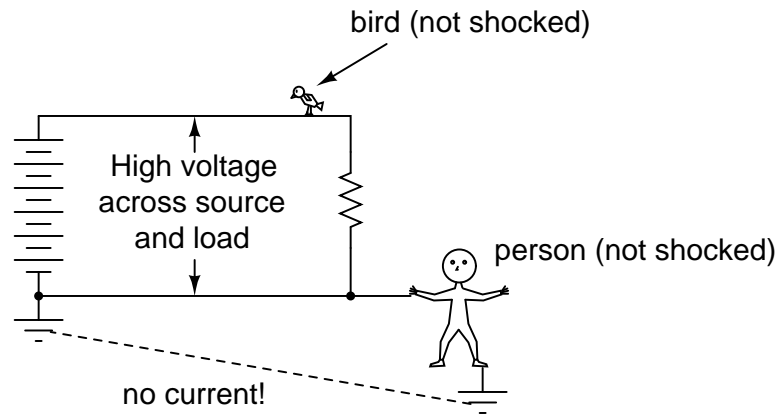 bird (not shocked)
High voltage
across source
and load
person (not shocked)
no current!